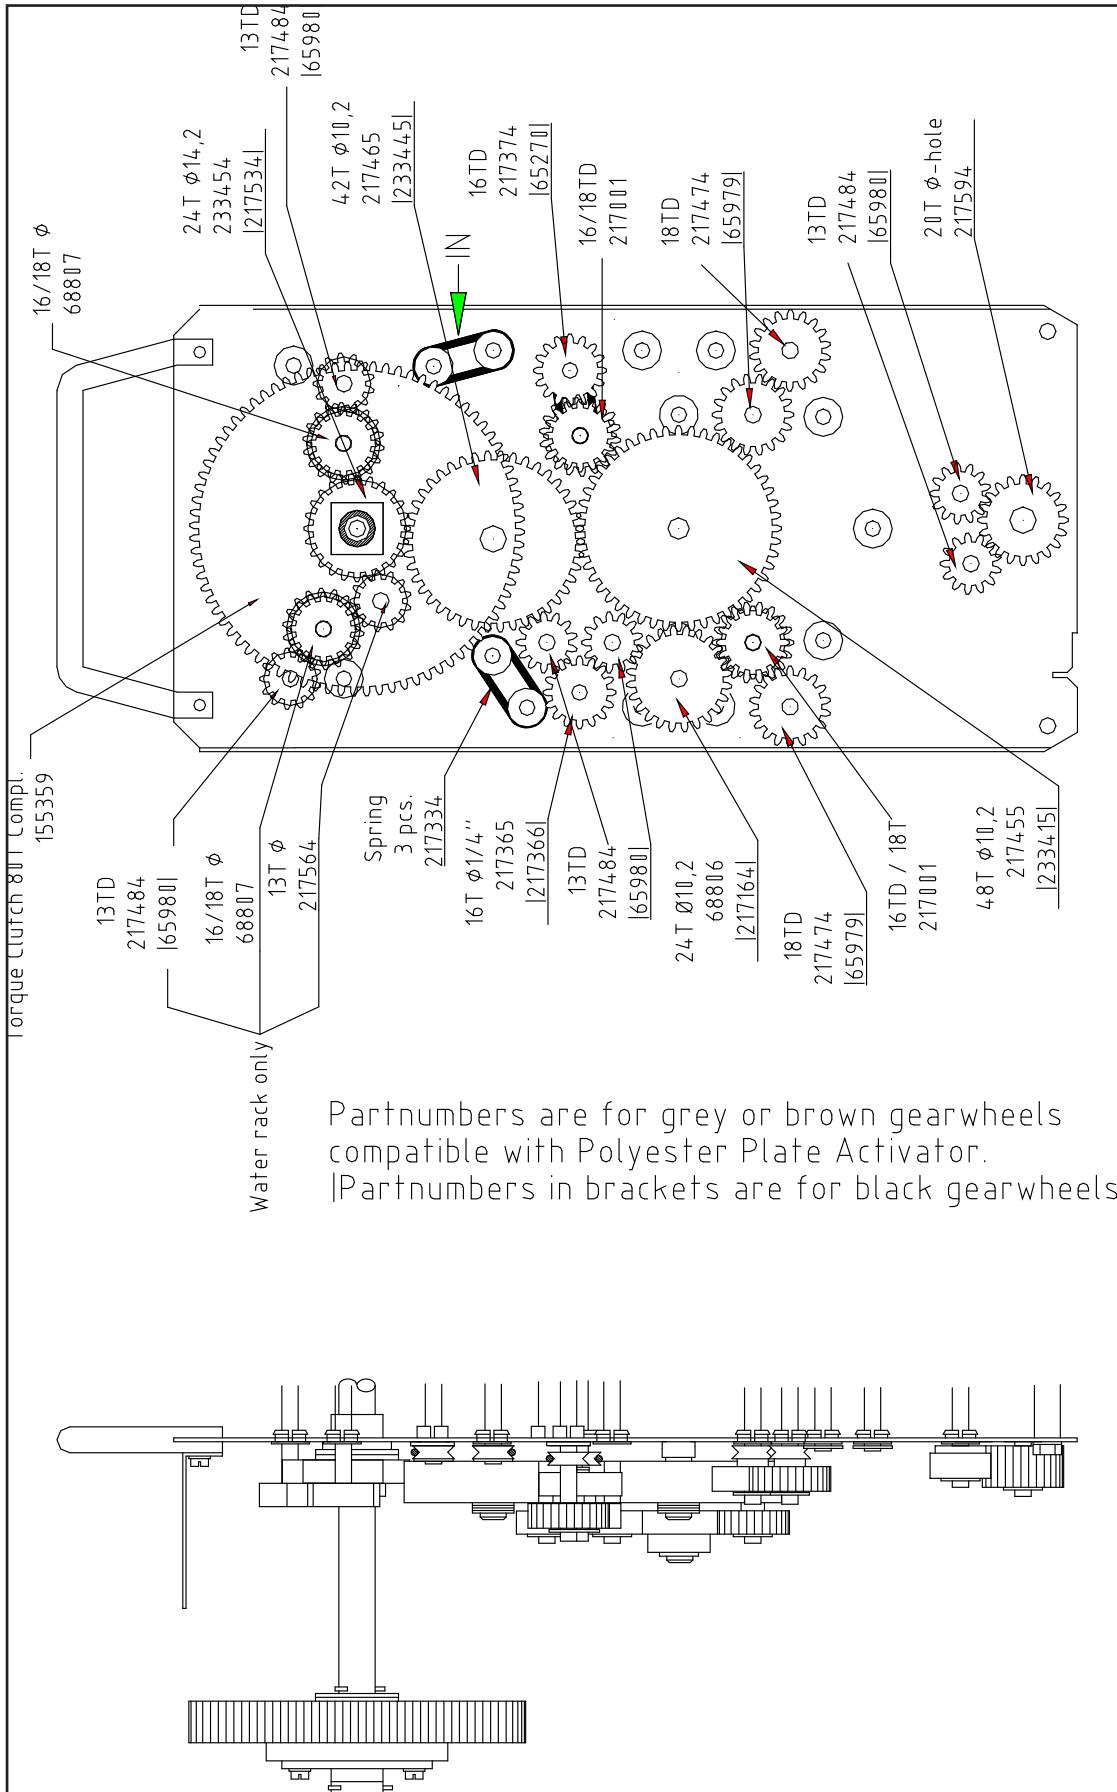 13TD
217484
|65980|
24T ϕ14,2
233454
|217534|
42T ϕ10,2
217465
|233445|
16/18T ϕ
68807
IN
16TD
217374
|65270|
16/18TD
217001
18TD
217474
|65979|
13TD
217484
|65980|
20T ϕ-hole
217594
Torque Clutch 80T Compl.
155359
13TD
217484
|65980|
16/18T ϕ
68807
13T ϕ
217564
Water rack only
Spring
3 pcs.
217334
16T ϕ1/4"
217365
|217366|
13TD
217484
|65980|
24T Ø10,2
68806
|217164|
18TD
217474
|65979|
16TD / 18T
217001
48T ϕ10,2
217455
|233415|
Partnumbers are for grey or brown gearwheels
compatible with Polyester Plate Activator.
|Partnumbers in brackets are for black gearwheels